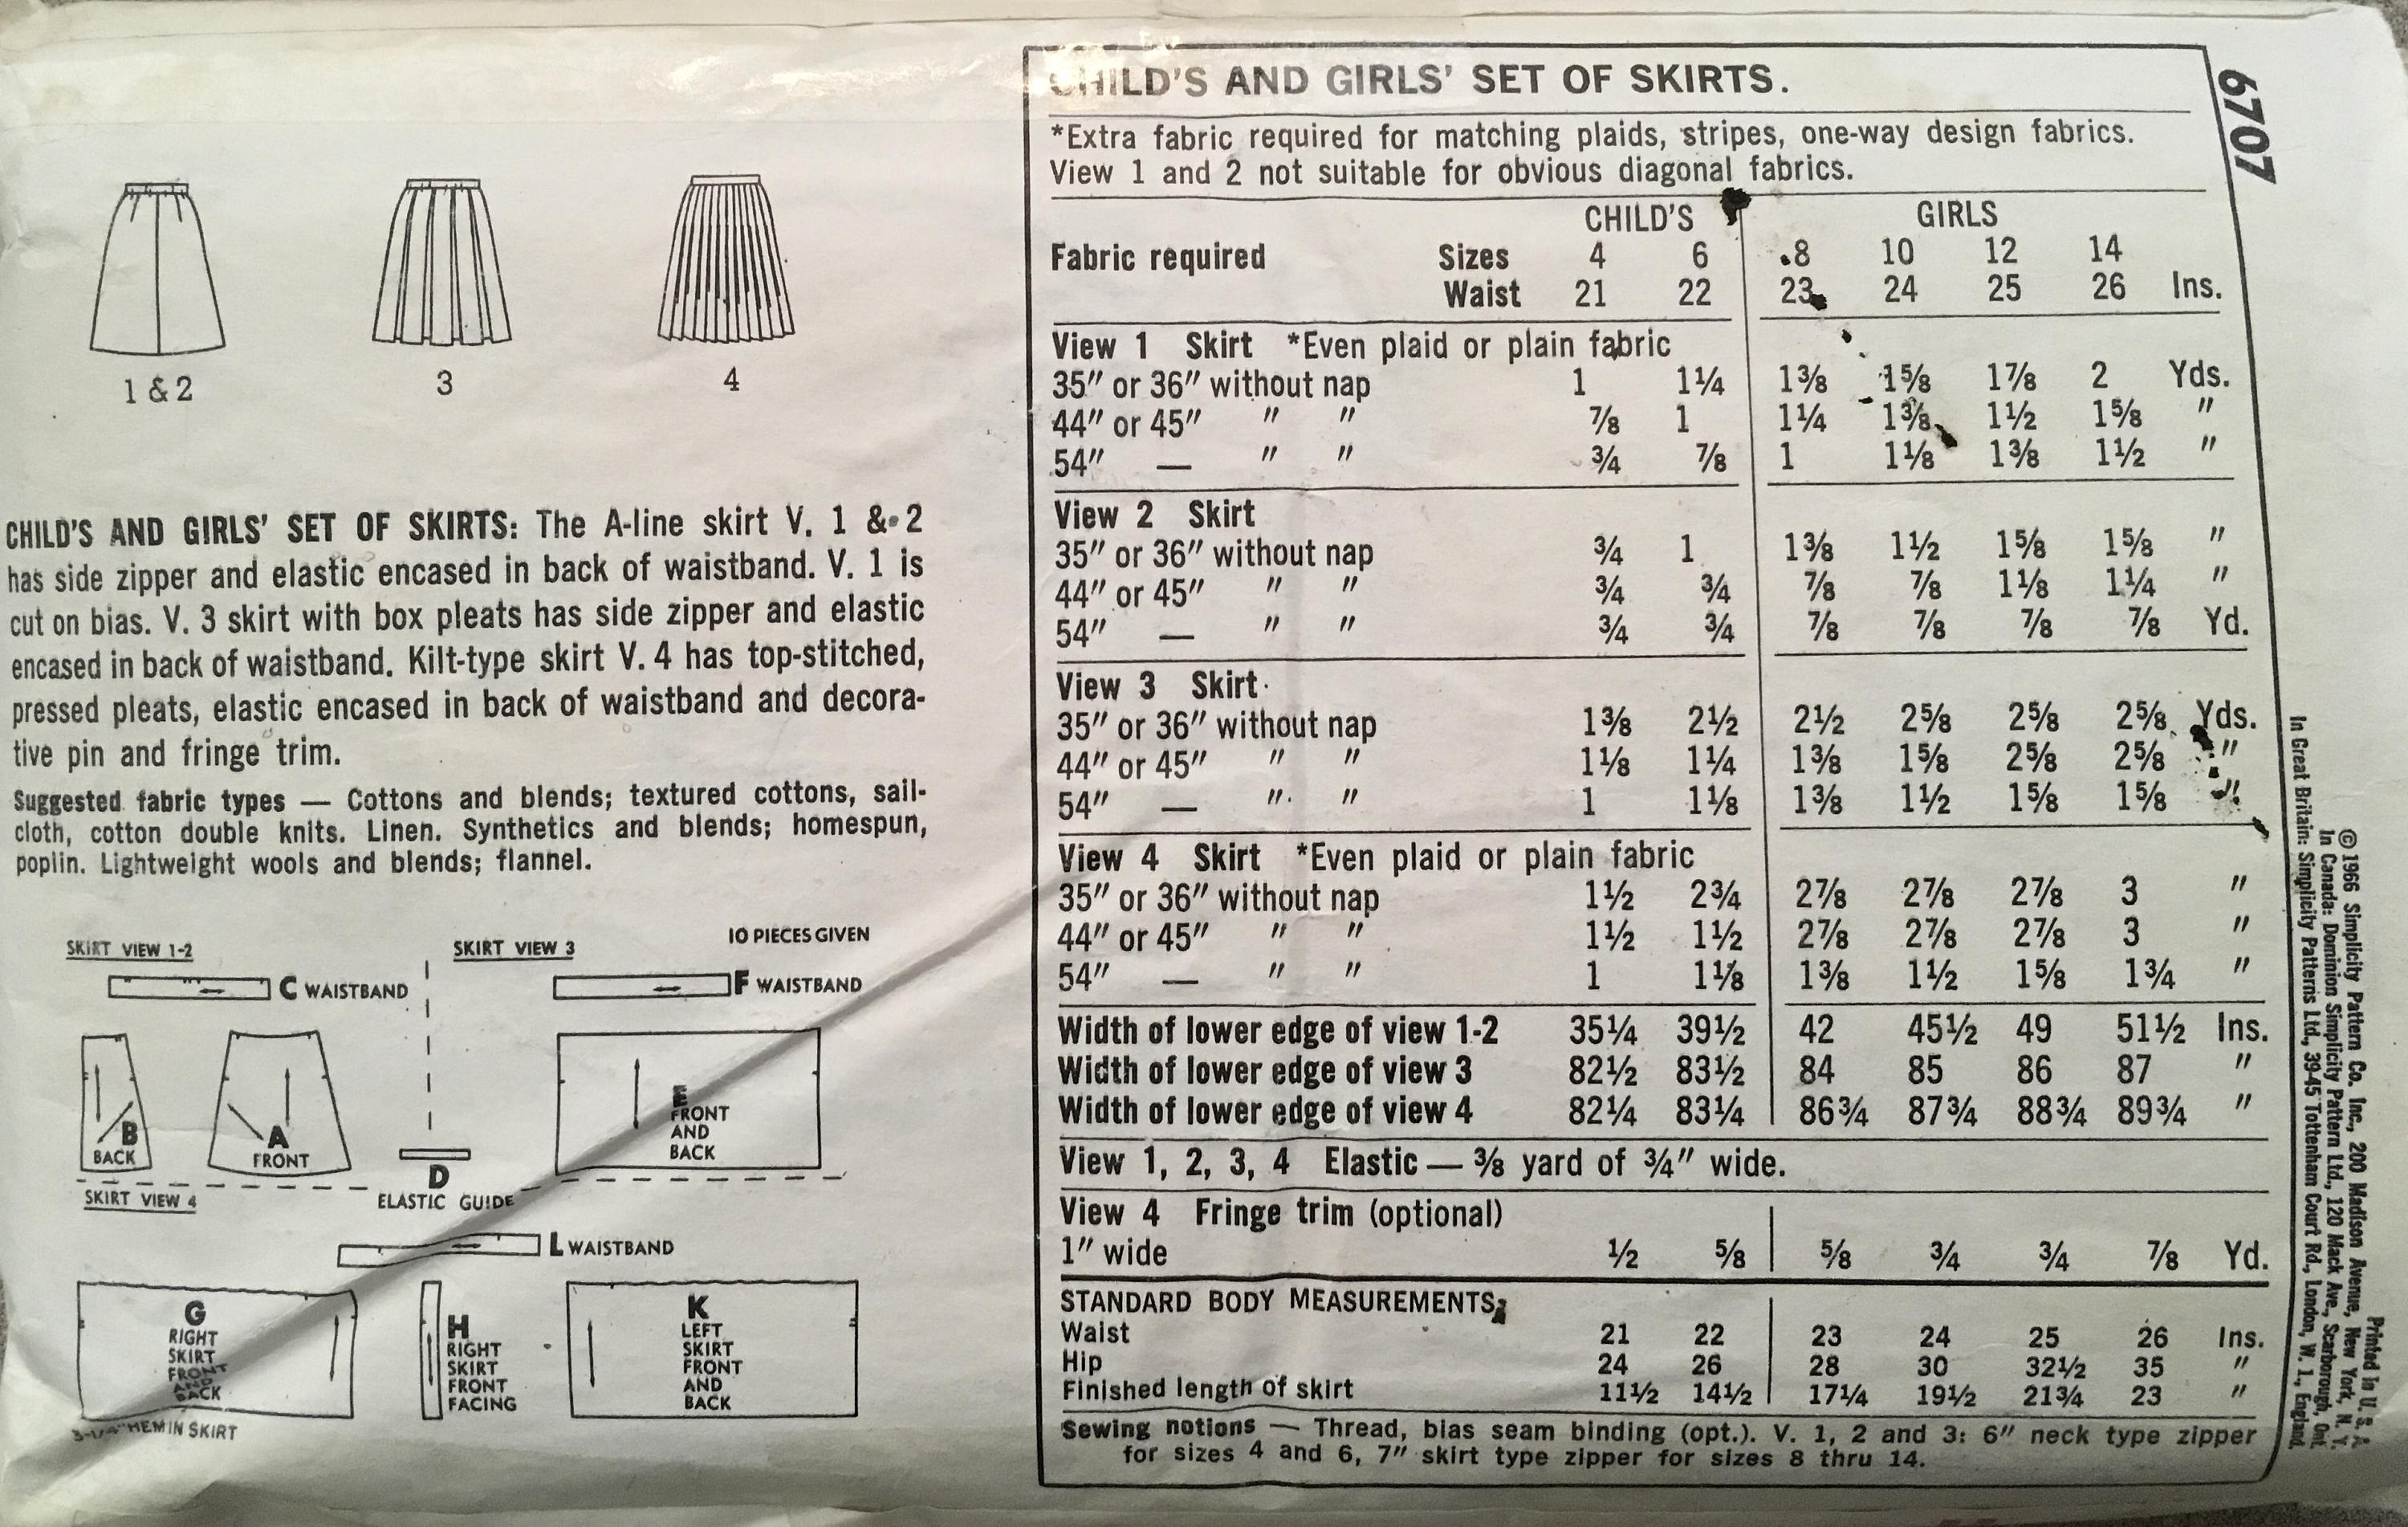 1 & 2
3
4
CHILD'S AND GIRLS' SET OF SKIRTS: The A-line skirt V. 1 & 2
has side zipper and elastic encased in back of waistband. V. 1 is
cut on bias. V. 3 skirt with box pleats has side zipper and elastic
encased in back of waistband. Kilt-type skirt V. 4 has top-stitched,
pressed pleats, elastic encased in back of waistband and decora-
tive pin and fringe trim.
Suggested fabric types — Cottons and blends; textured cottons, sail-
cloth, cotton double knits. Linen. Synthetics and blends; homespun,
poplin. Lightweight wools and blends; flannel.
SKIRT VIEW 1-2
SKIRT VIEW 3
10 PIECES GIVEN
C WAISTBAND
F WAISTBAND
B
BACK
A
FRONT
D
ELASTIC GUIDE
E
FRONT
AND
BACK
SKIRT VIEW 4
L WAISTBAND
G
RIGHT
SKIRT
FRONT
AND
BACK
H
RIGHT
SKIRT
FRONT
FACING
K
LEFT
SKIRT
FRONT
AND
BACK
3-1/4" HEM IN SKIRT
CHILD'S AND GIRLS' SET OF SKIRTS.
6707
*Extra fabric required for matching plaids, stripes, one-way design fabrics.
View 1 and 2 not suitable for obvious diagonal fabrics.
CHILD'S GIRLS
Fabric required Sizes 4 6 8 10 12 14
Waist 21 22 23 24 25 26 Ins.
View 1 Skirt *Even plaid or plain fabric
35" or 36" without nap 1 1¼ 1⅜ 1⅝ 1⅞ 2 Yds.
44" or 45" " " ⅞ 1 1¼ 1⅜ 1½ 1⅝ "
54" — " " ¾ ⅞ 1 1⅛ 1⅜ 1½ "
View 2 Skirt
35" or 36" without nap ¾ 1 1⅜ 1½ 1⅝ 1⅝ "
44" or 45" " " ¾ ¾ ⅞ ⅞ 1⅛ 1¼ "
54" — " " ¾ ¾ ⅞ ⅞ ⅞ ⅞ Yd.
View 3 Skirt
35" or 36" without nap 1⅜ 2½ 2½ 2⅝ 2⅝ 2⅝ Yds.
44" or 45" " " 1⅛ 1¼ 1⅜ 1⅝ 2⅝ 2⅝ "
54" — " " 1 1⅛ 1⅜ 1½ 1⅝ 1⅝ "
View 4 Skirt *Even plaid or plain fabric
35" or 36" without nap 1½ 2¾ 2⅞ 2⅞ 2⅞ 3 "
44" or 45" " " 1½ 1½ 2⅞ 2⅞ 2⅞ 3 "
54" — " " 1 1⅛ 1⅜ 1½ 1⅝ 1¾ "
Width of lower edge of view 1-2 35¼ 39½ 42 45½ 49 51½ Ins.
Width of lower edge of view 3 82½ 83½ 84 85 86 87 "
Width of lower edge of view 4 82¼ 83¼ 86¾ 87¾ 88¾ 89¾ "
View 1, 2, 3, 4 Elastic — ⅜ yard of ¾" wide.
View 4 Fringe trim (optional)
1" wide ½ ⅝ ⅝ ¾ ¾ ⅞ Yd.
STANDARD BODY MEASUREMENTS
Waist 21 22 23 24 25 26 Ins.
Hip 24 26 28 30 32½ 35 "
Finished length of skirt 11½ 14½ 17¼ 19½ 21¾ 23 "
Sewing notions — Thread, bias seam binding (opt.). V. 1, 2 and 3: 6" neck type zipper
for sizes 4 and 6, 7" skirt type zipper for sizes 8 thru 14.
Printed in U. S. A.
© 1966 Simplicity Pattern Co. Inc., 200 Madison Avenue, New York, N. Y.
In Canada: Dominion Simplicity Pattern Ltd., 120 Mack Ave., Scarborough, Ont.
In Great Britain: Simplicity Patterns Ltd., 39-45 Tottenham Court Rd., London, W. 1., England.